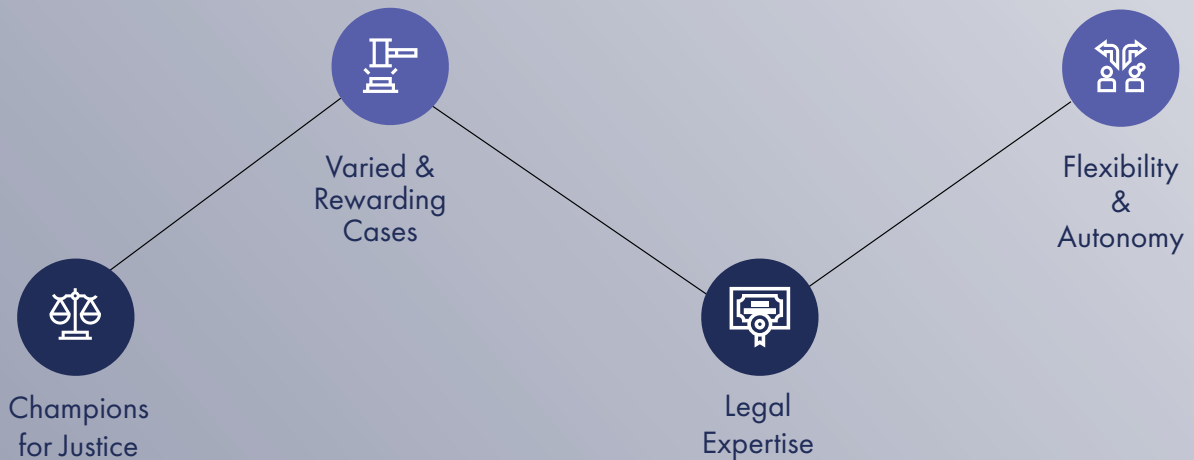 Champions
for Justice
Varied &
Rewarding
Cases
Legal
Expertise
Flexibility
&
Autonomy